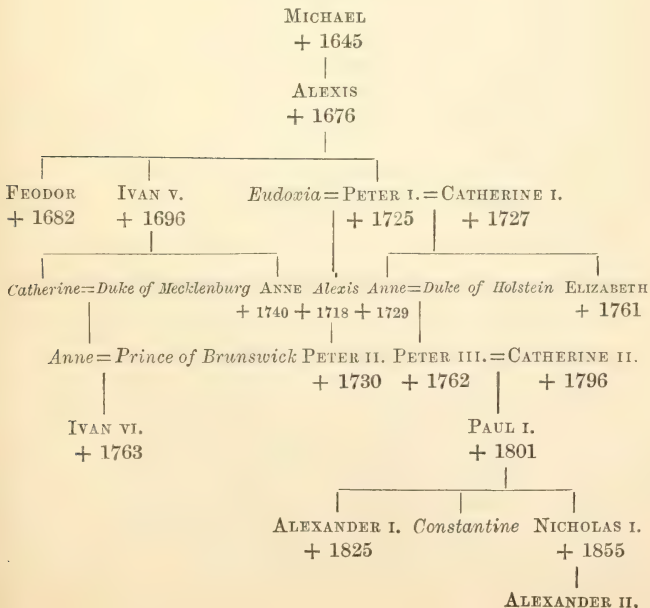 MICHAEL
+ 1645
ALEXIS
+ 1676
FEODOR IVAN V. Eudoxia=PETER I.=CATHERINE I.
+ 1682 + 1696 + 1725 + 1727
Catherine=Duke of Mecklenburg ANNE Alexis Anne=Duke of Holstein ELIZABETH
+ 1740 + 1718 + 1729 + 1761
Anne=Prince of Brunswick PETER II. PETER III.=CATHERINE II.
+ 1730 + 1762 + 1796
IVAN VI. PAUL I.
+ 1763 + 1801
ALEXANDER I. Constantine NICHOLAS I.
+ 1825 + 1855
ALEXANDER II.